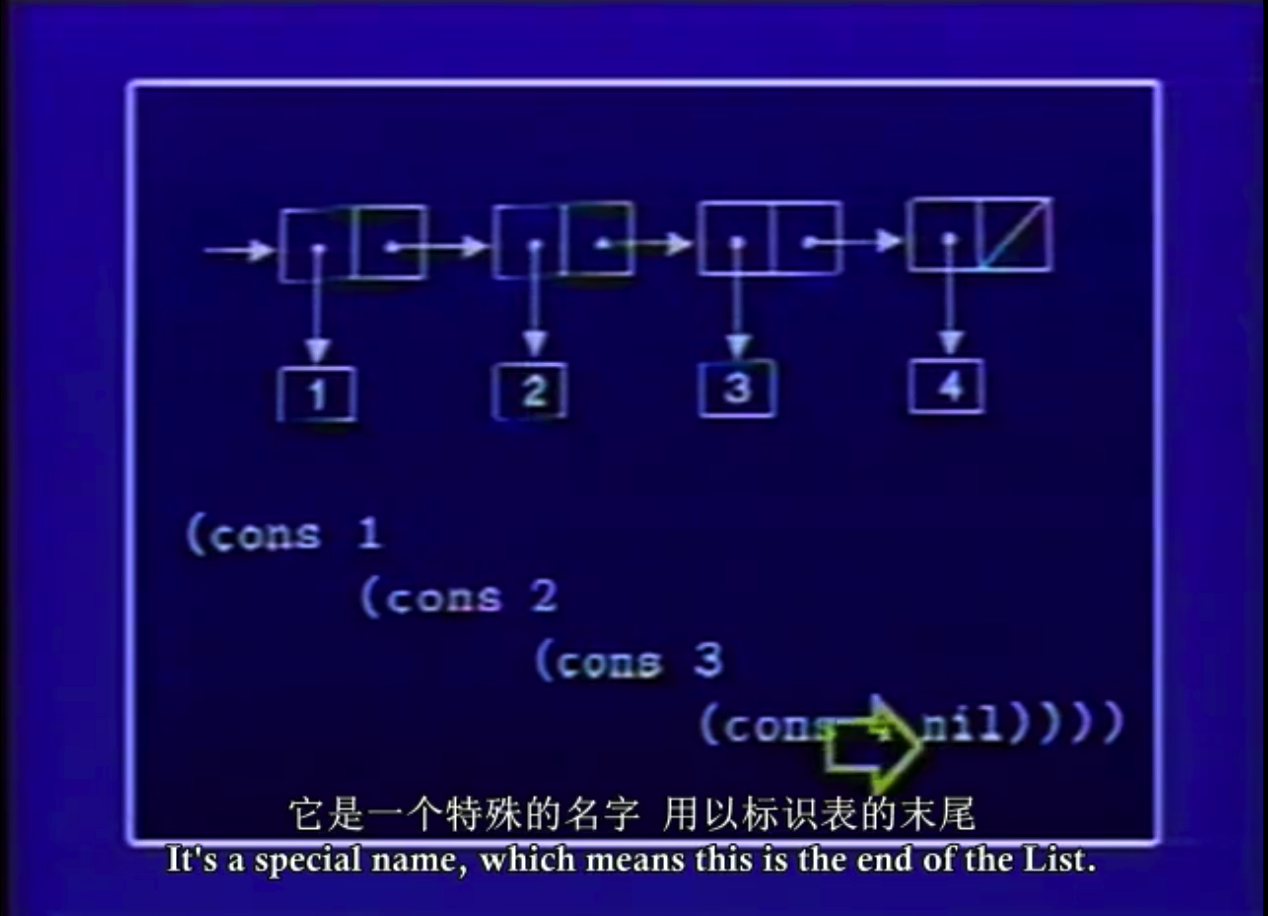 1
2
3
4
(cons 1
(cons 2
(cons 3
(cons 4 nil))))
它是一个特殊的名字 用以标识表的末尾
It's a special name, which means this is the end of the List.